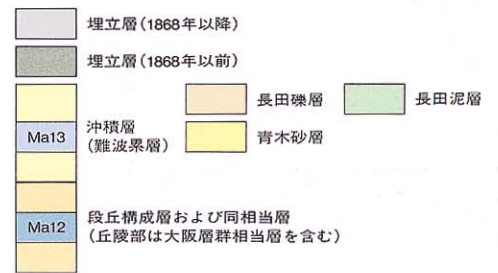 埋立層(1868年以降)
埋立層(1868年以前)
長田礫層
長田泥層
Ma13
沖積層
(難波累層)
青木砂層
Ma12
段丘構成層および同相当層
(丘陵部は大阪層群相当層を含む)